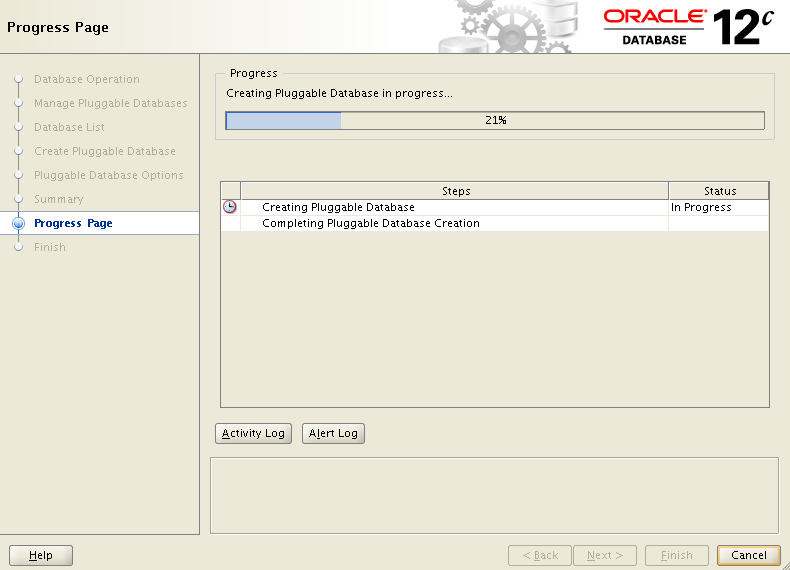 Progress Page
ORACLE®
DATABASE
12c
Database Operation
Manage Pluggable Databases
Database List
Create Pluggable Database
Pluggable Database Options
Summary
Progress Page
Finish
Progress
Creating Pluggable Database in progress...
21%
Steps Status
Creating Pluggable Database In Progress
Completing Pluggable Database Creation
Activity Log Alert Log
Help < Back Next > Finish Cancel